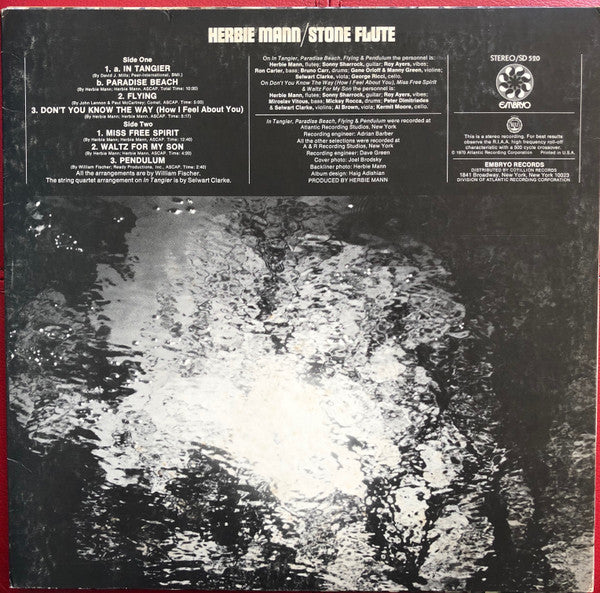 HERBIE MANN/STONE FLUTE
Side One
1. a. IN TANGIER
(By David J. Mills; Peer-International, BMI.)
b. PARADISE BEACH
(By Herbie Mann; Herbie Mann, ASCAP. Total Time: 10:00)
2. FLYING
(By John Lennon & Paul McCartney; Comet, ASCAP. Time: 5:00)
3. DON'T YOU KNOW THE WAY (How I Feel About You)
(By Herbie Mann; Herbie Mann, ASCAP. Time: 5:17)
Side Two
1. MISS FREE SPIRIT
(By Herbie Mann; Herbie Mann, ASCAP. Time: 12:40)
2. WALTZ FOR MY SON
(By Herbie Mann; Herbie Mann, ASCAP. Time: 4:09)
3. PENDULUM
(By William Fischer; Ready Productions, Inc., ASCAP. Time: 2:40)
All the arrangements are by William Fischer.
The string quartet arrangement on In Tangier is by Selwart Clarke.
On In Tangier, Paradise Beach, Flying & Pendulum the personnel is:
Herbie Mann, flutes; Sonny Sharrock, guitar; Roy Ayers, vibes;
Ron Carter, bass; Bruno Carr, drums; Gene Orloff & Manny Green, violins;
Selwart Clarke, viola; George Ricci, cello.
On Don't You Know the Way (How I Feel About You), Miss Free Spirit
& Waltz For My Son the personnel is:
Herbie Mann, flute; Sonny Sharrock, guitar; Roy Ayers, vibes;
Miroslav Vitous, bass; Mickey Rocca, drums; Peter Dimitriades
& Selwart Clarke, violins; Al Brown, viola; Kermit Moore, cello.
In Tangier, Paradise Beach, Flying & Pendulum were recorded at
Atlantic Recording Studios, New York
Recording engineer: Adrian Barber
All the other selections were recorded at
A & R Recording Studios, New York
Recording engineer: Dave Green
Cover photo: Joel Brodsky
Backliner photo: Herbie Mann
Album design: Haig Adishian
PRODUCED BY HERBIE MANN
STEREO/SD 520
EMBRYO
This is a stereo recording. For best results
observe the R.I.A.A. high frequency roll-off
characteristic with a 500 cycle crossover.
© 1970 Atlantic Recording Corporation Printed in U.S.A.
EMBRYO RECORDS
DISTRIBUTED BY COTILLION RECORDS
1841 Broadway, New York, New York 10023
DIVISION OF ATLANTIC RECORDING CORPORATION